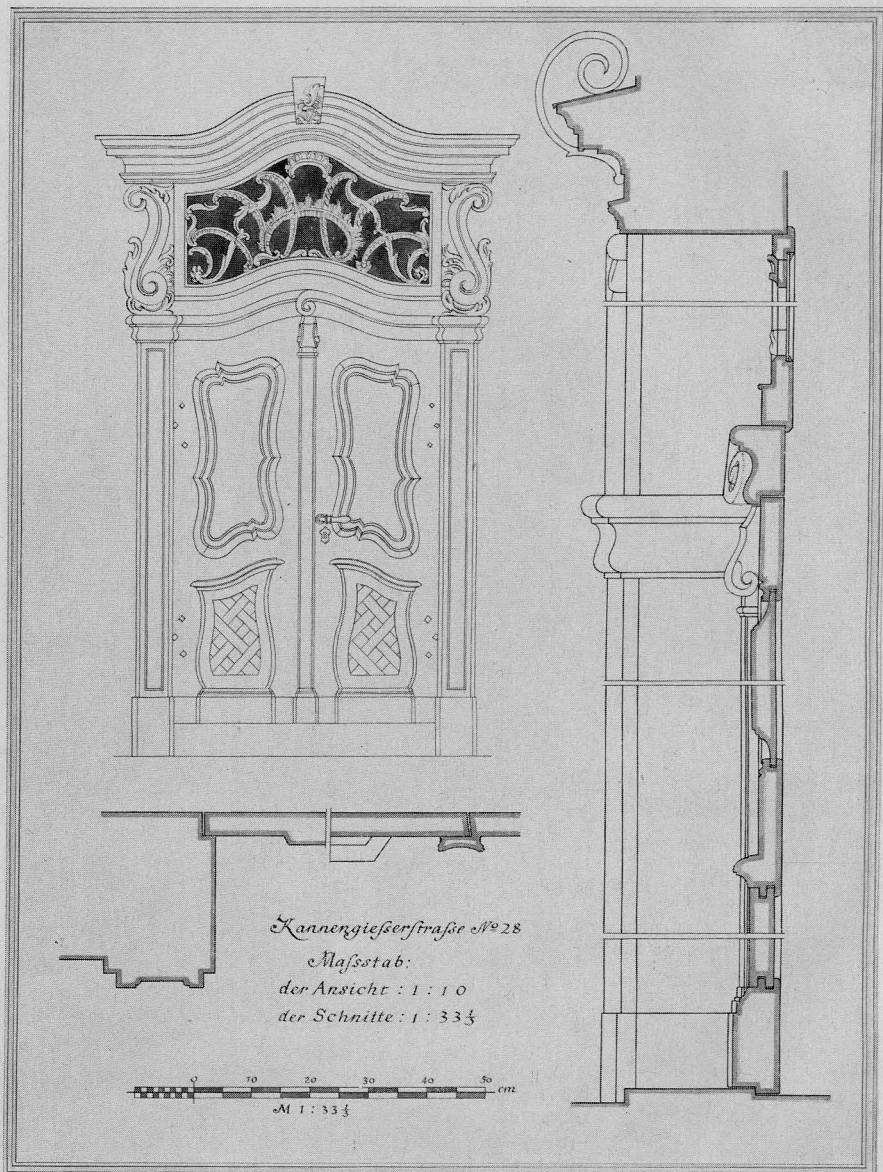 Kannengieſserſtraſse № 28
Maſsstab:
der Ansicht : 1 : 10
der Schnitte : 1 : 33⅓
0 10 20 30 40 50 cm
M 1 : 33⅓